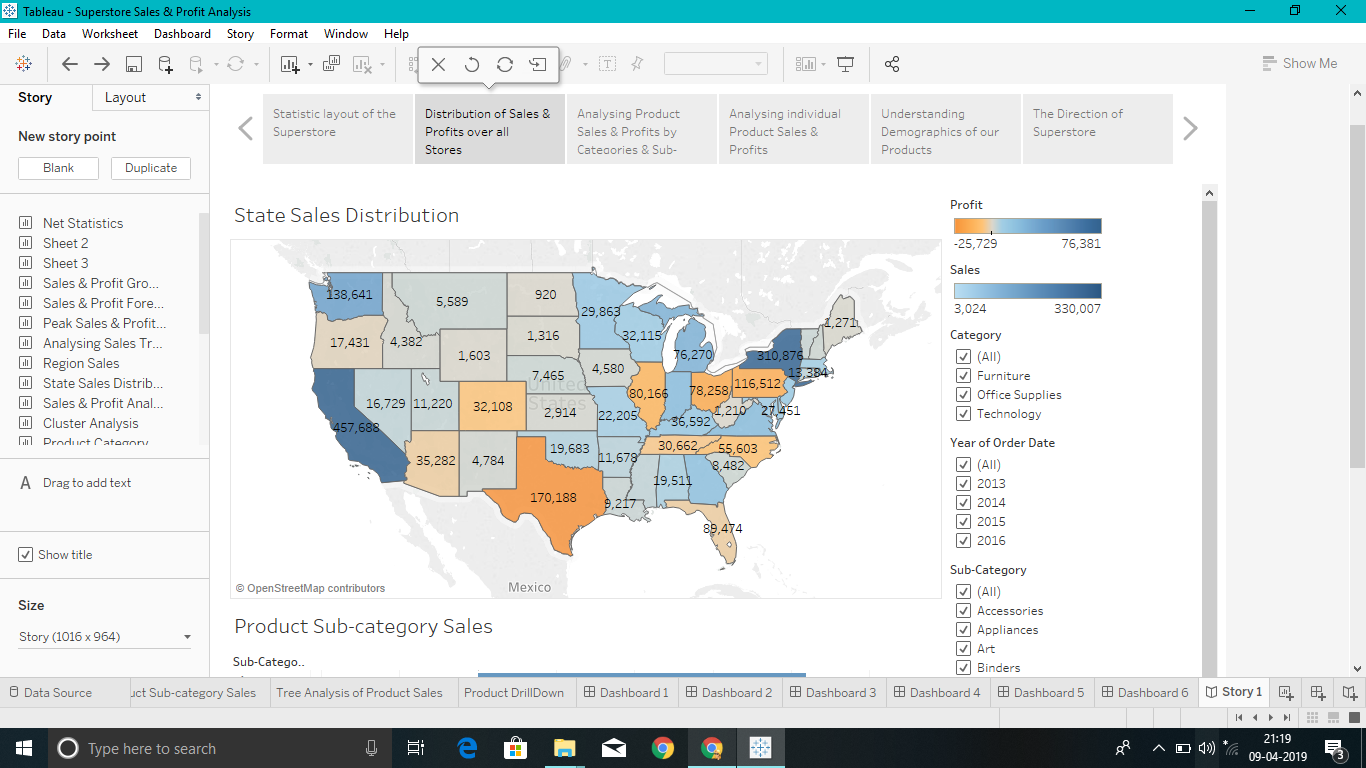 Tableau - Superstore Sales & Profit Analysis
File Data Worksheet Dashboard Story Format Window Help
Show Me
Story Layout
New story point
Blank Duplicate
Net Statistics
Sheet 2
Sheet 3
Sales & Profit Gro...
Sales & Profit Fore...
Peak Sales & Profit...
Analysing Sales Tr...
Region Sales
State Sales Distrib...
Sales & Profit Anal...
Cluster Analysis
Product Category
A Drag to add text
Show title
Size
Story (1016 x 964)
Statistic layout of the
Superstore
Distribution of Sales &
Profits over all
Stores
Analysing Product
Sales & Profits by
Categories & Sub-
Analysing individual
Product Sales &
Profits
Understanding
Demographics of our
Products
The Direction of
Superstore
State Sales Distribution
138,641
5,589
920
29,863
1,271
17,431
4,382
1,316
32,115
1,603
76,270
310,876
13,384
7,465
4,580
United
States
16,729
11,220
32,108
2,914
22,205
80,166
78,258
116,512
1,210
27,451
457,688
36,592
35,282
4,784
19,683
11,678
30,662
55,603
8,482
19,511
170,188
9,217
89,474
© OpenStreetMap contributors
Mexico
Profit
-25,729 76,381
Sales
3,024 330,007
Category
(All)
Furniture
Office Supplies
Technology
Year of Order Date
(All)
2013
2014
2015
2016
Sub-Category
(All)
Accessories
Appliances
Art
Binders
Product Sub-category Sales
Sub-Catego..
Data Source uct Sub-category Sales Tree Analysis of Product Sales Product DrillDown Dashboard 1 Dashboard 2 Dashboard 3 Dashboard 4 Dashboard 5 Dashboard 6 Story 1
Type here to search
21:19
09-04-2019
3